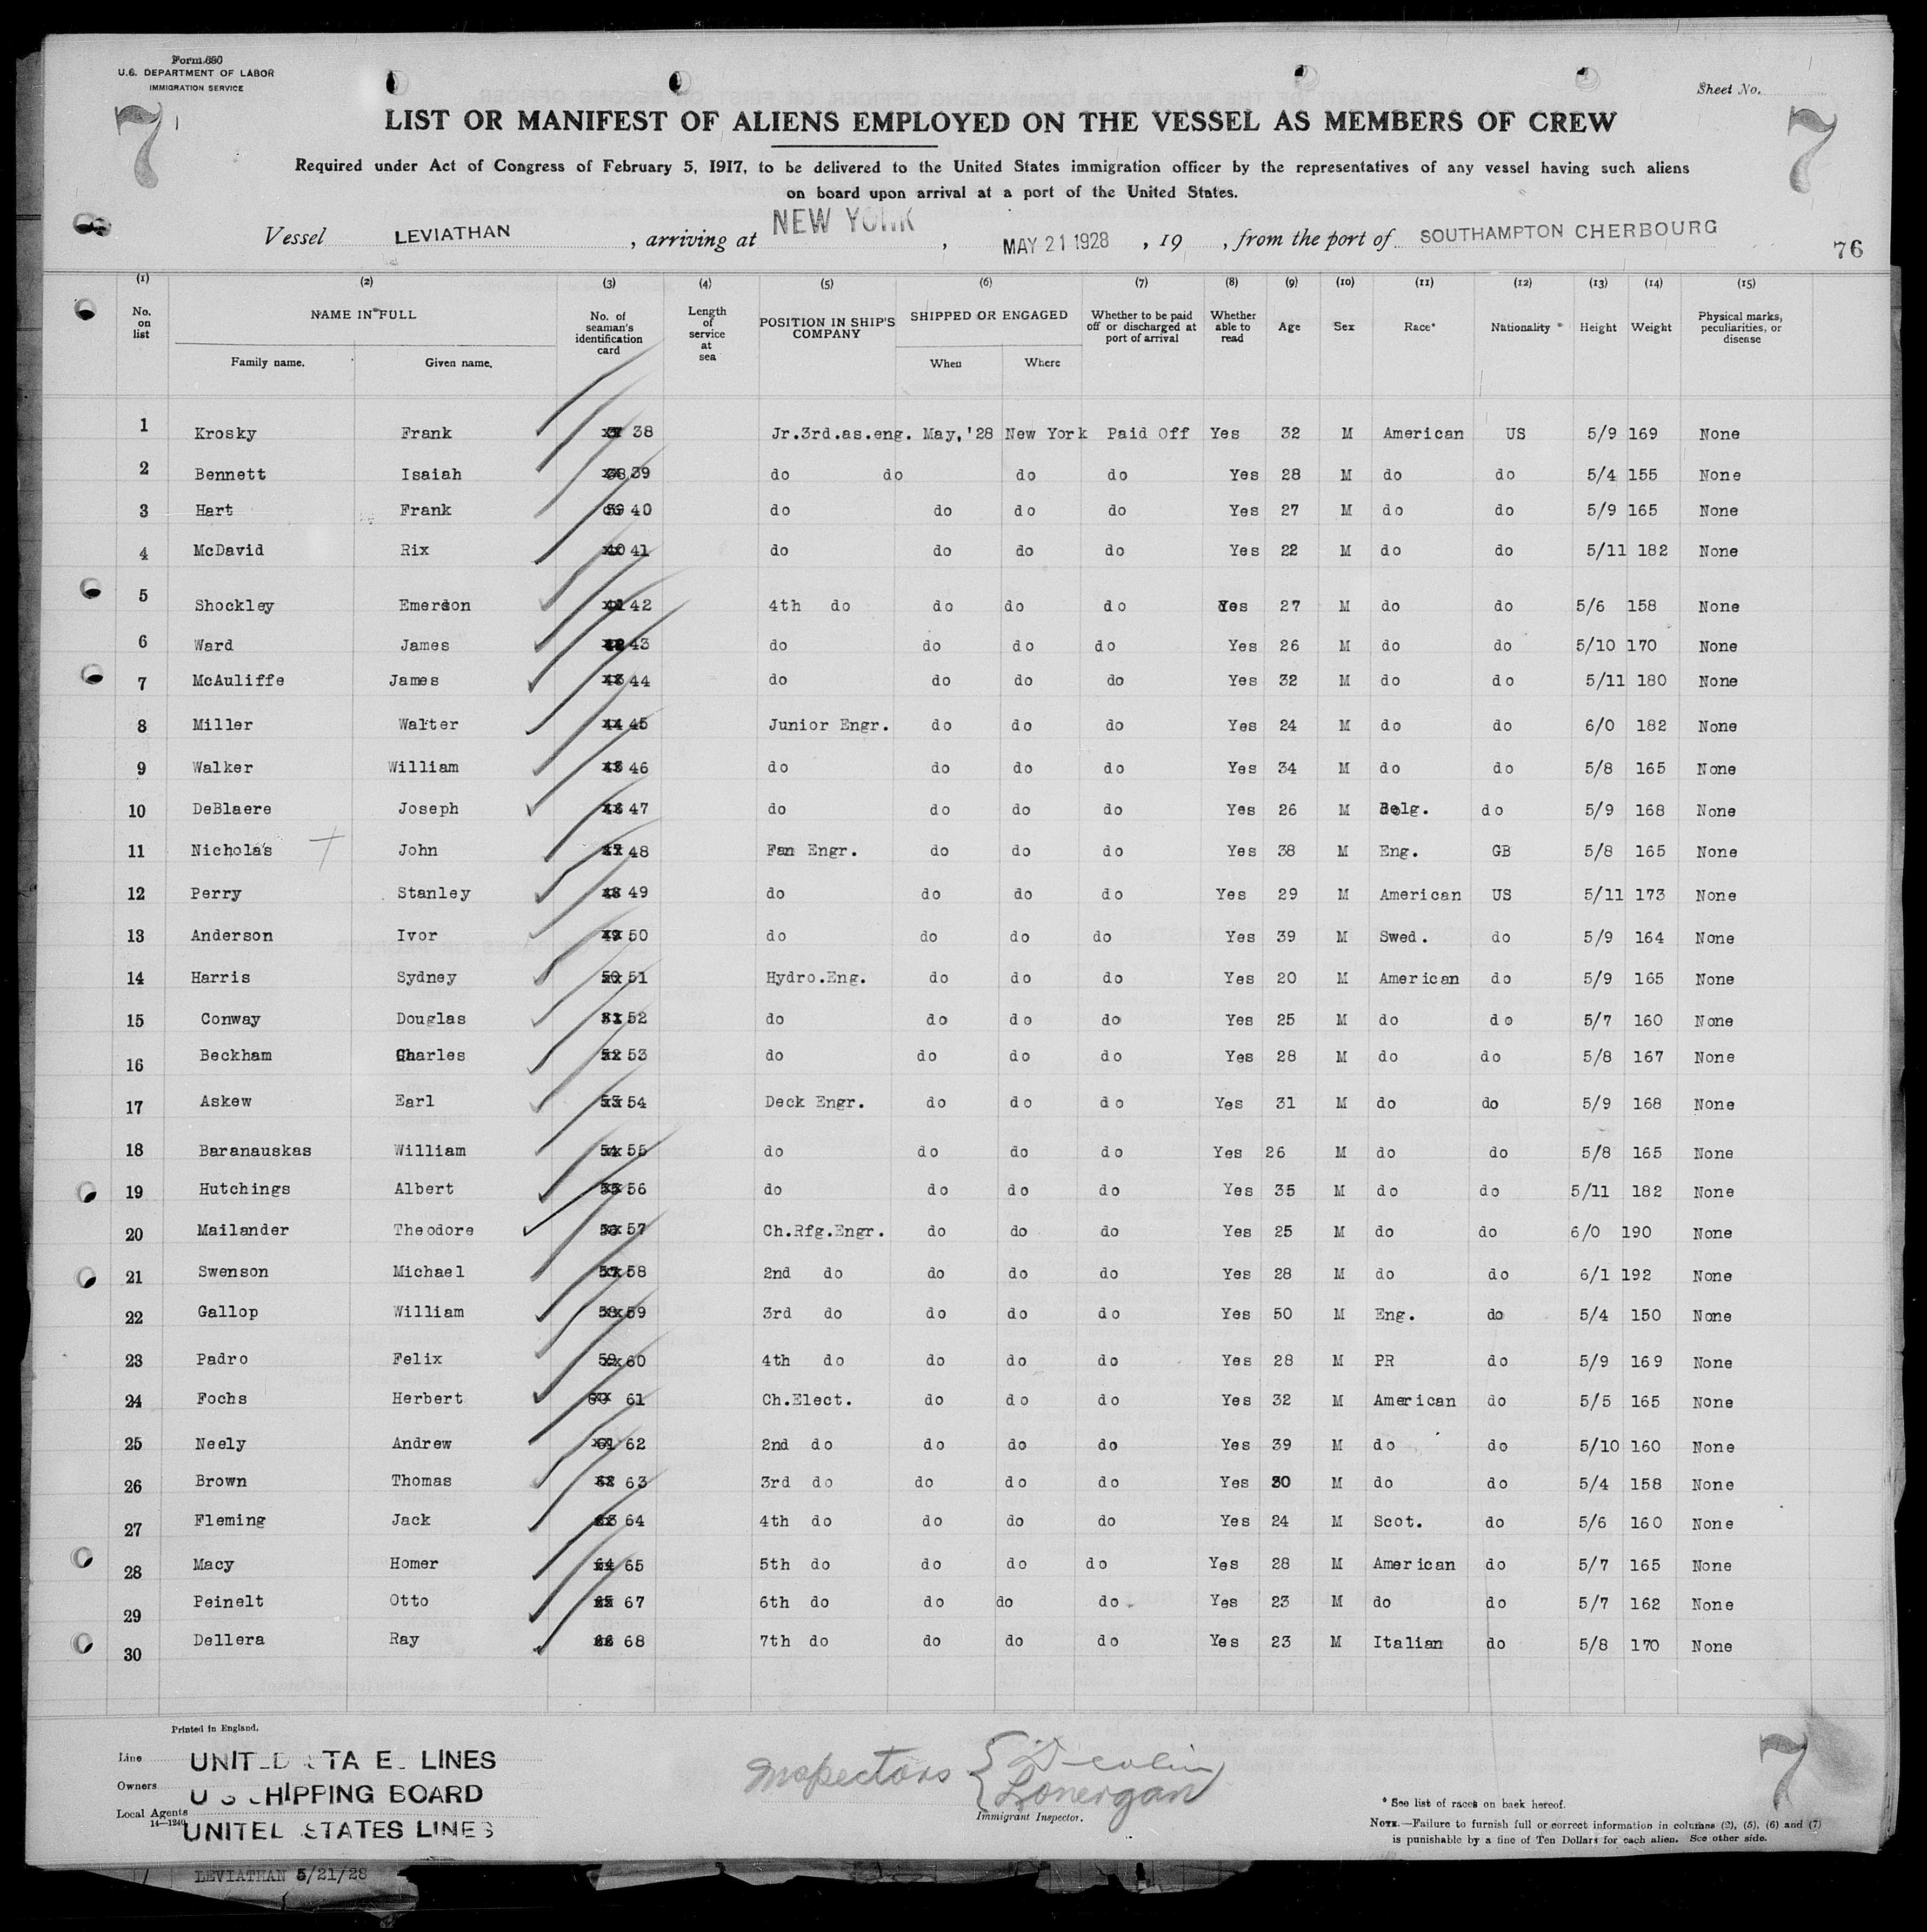 Form 680
U.S. DEPARTMENT OF LABOR
IMMIGRATION SERVICE
Sheet No.
7
7
LIST OR MANIFEST OF ALIENS EMPLOYED ON THE VESSEL AS MEMBERS OF CREW
Required under Act of Congress of February 5, 1917, to be delivered to the United States immigration officer by the representatives of any vessel having such aliens
on board upon arrival at a port of the United States.
Vessel LEVIATHAN , arriving at NEW YORK , MAY 21 1928 , 19 , from the port of SOUTHAMPTON CHERBOURG
76
(1) (2) (3) (4) (5) (6) (7) (8) (9) (10) (11) (12) (13) (14) (15)
No. on list NAME IN FULL Family name. Given name. No. of seaman's identification card Length of service at sea POSITION IN SHIP'S COMPANY SHIPPED OR ENGAGED When Where Whether to be paid off or discharged at port of arrival Whether able to read Age Sex Race* Nationality* Height Weight Physical marks, peculiarities, or disease
1 Krosky Frank 38 Jr.3rd.as.eng. May,'28 New York Paid Off Yes 32 M American US 5/9 169 None
2 Bennett Isaiah 39 do do do do Yes 28 M do do 5/4 155 None
3 Hart Frank 40 do do do do Yes 27 M do do 5/9 165 None
4 McDavid Rix 41 do do do do Yes 22 M do do 5/11 182 None
5 Shockley Emerson 42 4th do do do do Yes 27 M do do 5/6 158 None
6 Ward James 43 do do do do Yes 26 M do do 5/10 170 None
7 McAuliffe James 44 do do do do Yes 32 M do do 5/11 180 None
8 Miller Walter 45 Junior Engr. do do do Yes 24 M do do 6/0 182 None
9 Walker William 46 do do do do Yes 34 M do do 5/8 165 None
10 DeBlaere Joseph 47 do do do do Yes 26 M Belg. do 5/9 168 None
11 Nicholas John 48 Fan Engr. do do do Yes 38 M Eng. GB 5/8 165 None
12 Perry Stanley 49 do do do do Yes 29 M American US 5/11 173 None
13 Anderson Ivor 50 do do do do Yes 39 M Swed. do 5/9 164 None
14 Harris Sydney 51 Hydro.Eng. do do do Yes 20 M American do 5/9 165 None
15 Conway Douglas 52 do do do do Yes 25 M do do 5/7 160 None
16 Beckham Charles 53 do do do do Yes 28 M do do 5/8 167 None
17 Askew Earl 54 Deck Engr. do do do Yes 31 M do do 5/9 168 None
18 Baranauskas William 55 do do do do Yes 26 M do do 5/8 165 None
19 Hutchings Albert 56 do do do do Yes 35 M do do 5/11 182 None
20 Mailander Theodore 57 Ch.Rfg.Engr. do do do Yes 25 M do do 6/0 190 None
21 Swenson Michael 58 2nd do do do do Yes 28 M do do 6/1 192 None
22 Gallop William 59 3rd do do do do Yes 50 M Eng. do 5/4 150 None
23 Padro Felix 60 4th do do do do Yes 28 M PR do 5/9 169 None
24 Fochs Herbert 61 Ch.Elect. do do do Yes 32 M American do 5/5 165 None
25 Neely Andrew 62 2nd do do do do Yes 39 M do do 5/10 160 None
26 Brown Thomas 63 3rd do do do do Yes 30 M do do 5/4 158 None
27 Fleming Jack 64 4th do do do do Yes 24 M Scot. do 5/6 160 None
28 Macy Homer 65 5th do do do do Yes 28 M American do 5/7 165 None
29 Peinelt Otto 67 6th do do do do Yes 23 M do do 5/7 162 None
30 Dellera Ray 68 7th do do do do Yes 23 M Italian do 5/8 170 None
Printed in England.
Line UNITED STATES LINES
Owners U S SHIPPING BOARD
Local Agents UNITED STATES LINES
14—1240
Inspectors
Lonergan
Immigrant Inspector.
7
* See list of races on back hereof.
NOTE.—Failure to furnish full or correct information in columns (2), (5), (6) and (7)
is punishable by a fine of Ten Dollars for each alien. See other side.
LEVIATHAN 5/21/28